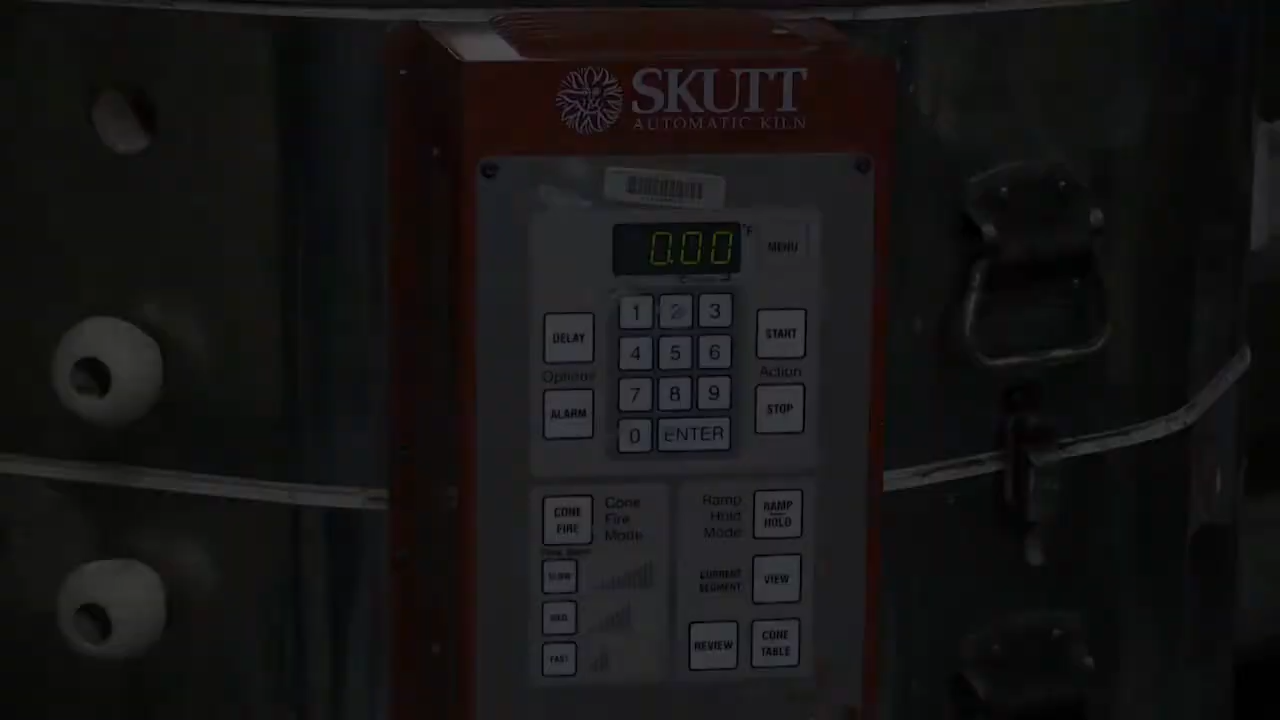 SKUTT
AUTOMATIC KILN
0.00
°F
MENU
1 2 3
DELAY
START
4 5 6
Options
Action
7 8 9
ALARM
STOP
0 ENTER
CONE
FIRE
Cone
Fire
Mode
Ramp
Hold
Mode
RAMP
HOLD
SLOW
CURRENT
SEGMENT
VIEW
MED
FAST
REVIEW
CONE
TABLE